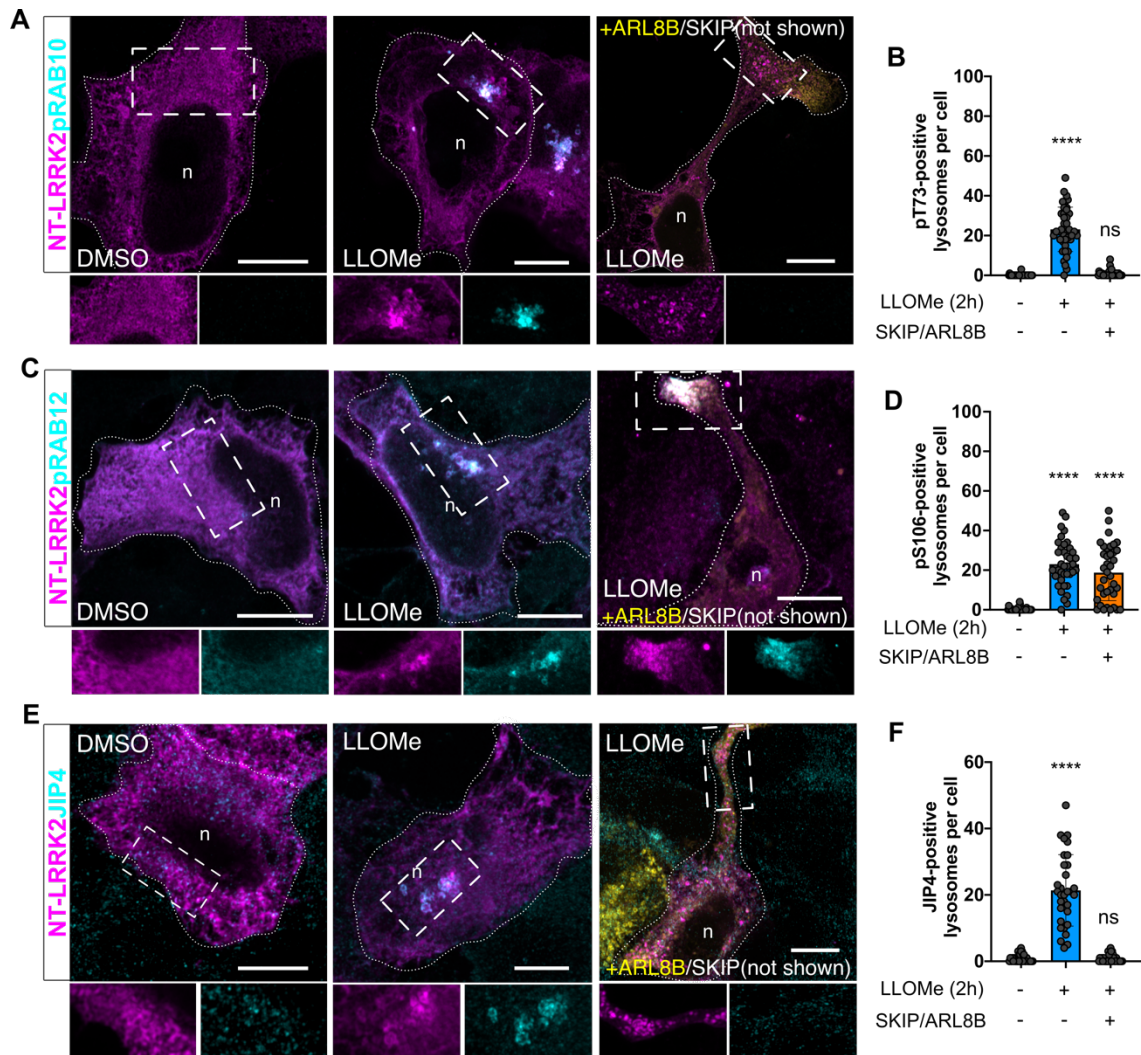 A
NT-LRRK2pRAB10
n
DMSO
n
LLOMe
+ARL8B/SKIP(not shown)
n
LLOMe
B
pT73-positive
lysosomes per cell
100
80
60
40
20
0
****
ns
LLOMe (2h) - + +
SKIP/ARL8B - - +
C
NT-LRRK2pRAB12
n
DMSO
n
LLOMe
n
LLOMe
+ARL8B/SKIP(not shown)
D
pS106-positive
lysosomes per cell
100
80
60
40
20
0
**** ****
LLOMe (2h) - + +
SKIP/ARL8B - - +
E
NT-LRRK2JIP4
DMSO
n
LLOMe
n
LLOMe
n
+ARL8B/SKIP(not shown)
F
JIP4-positive
lysosomes per cell
60
40
20
0
****
ns
LLOMe (2h) - + +
SKIP/ARL8B - - +